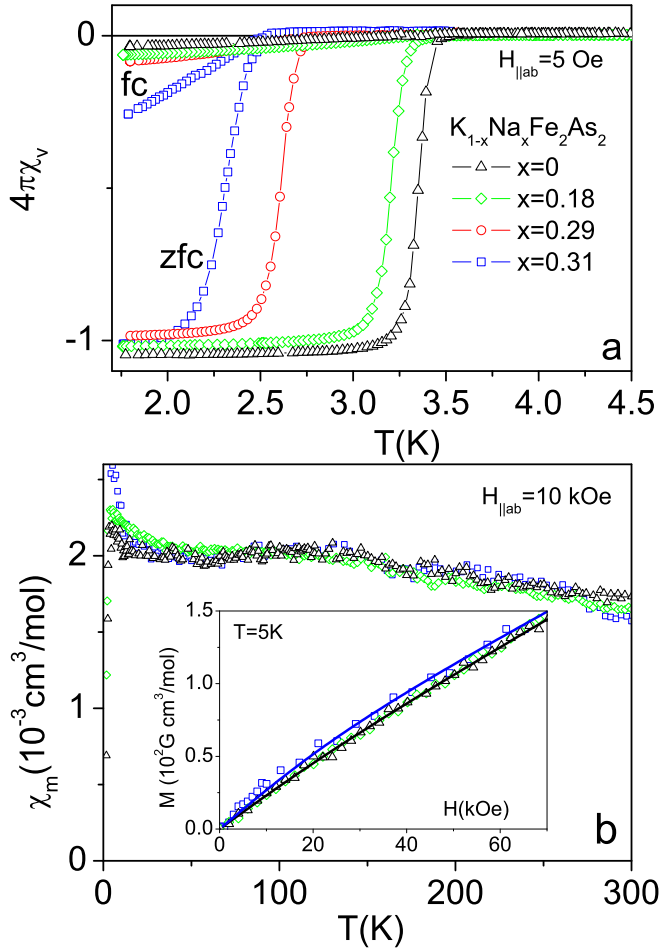 0
-1
4πχᵥ
fc
zfc
H||ab=5 Oe
K1-xNaxFe2As2
x=0
x=0.18
x=0.29
x=0.31
a
2.0 2.5 3.0 3.5 4.0 4.5
T(K)
H||ab=10 kOe
2
1
0
χm(10⁻³cm³/mol)
T=5K
1.5
1.0
0.5
0.0
M (10²G cm³/mol)
H(kOe)
0 20 40 60
b
0 100 200 300
T(K)